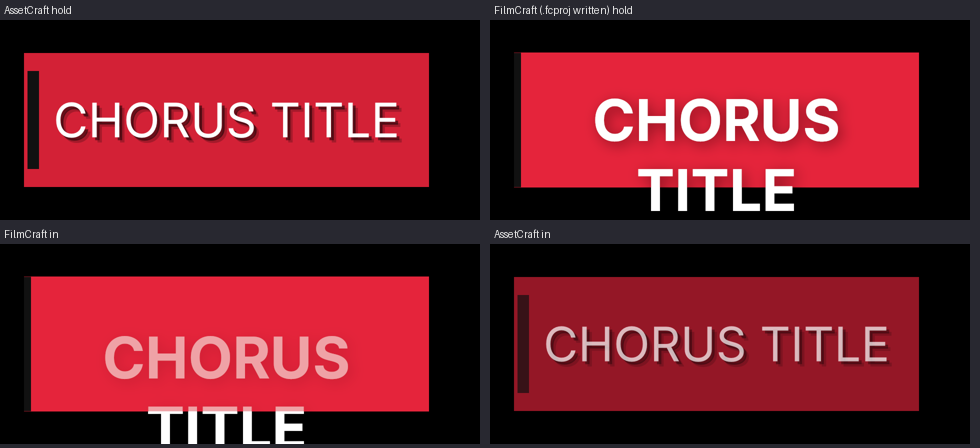 AssetCraft hold
CHORUS TITLE
FilmCraft (.fcproj written) hold
CHORUS
TITLE
FilmCraft in
CHORUS
TITLE
AssetCraft in
CHORUS TITLE